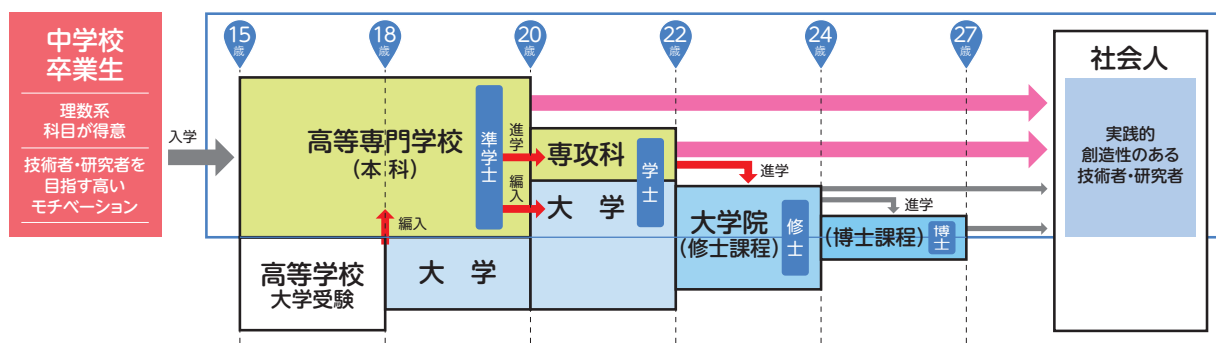 中学校
卒業生
理数系
科目が得意
技術者・研究者を
目指す高い
モチベーション
入学
15
歳
18
歳
20
歳
22
歳
24
歳
27
歳
高等専門学校
(本科)
準学士
進学
編入
編入
専攻科
大 学
学士
進学
高等学校
大学受験
大 学
大学院
(修士課程)
修士
進学
(博士課程)
博士
社会人
実践的
創造性のある
技術者・研究者